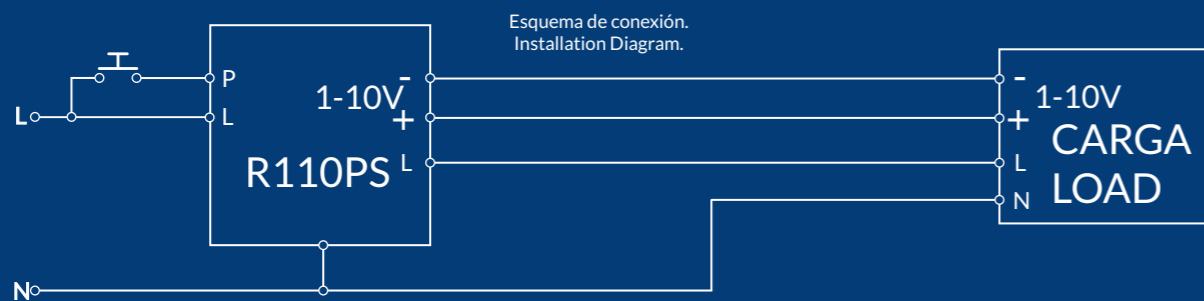 Esquema de conexión.
Installation Diagram.
P
-
-
1-10V
1-10V
L
L
+
+
CARGA
R110PS
L
L
LOAD
N
N